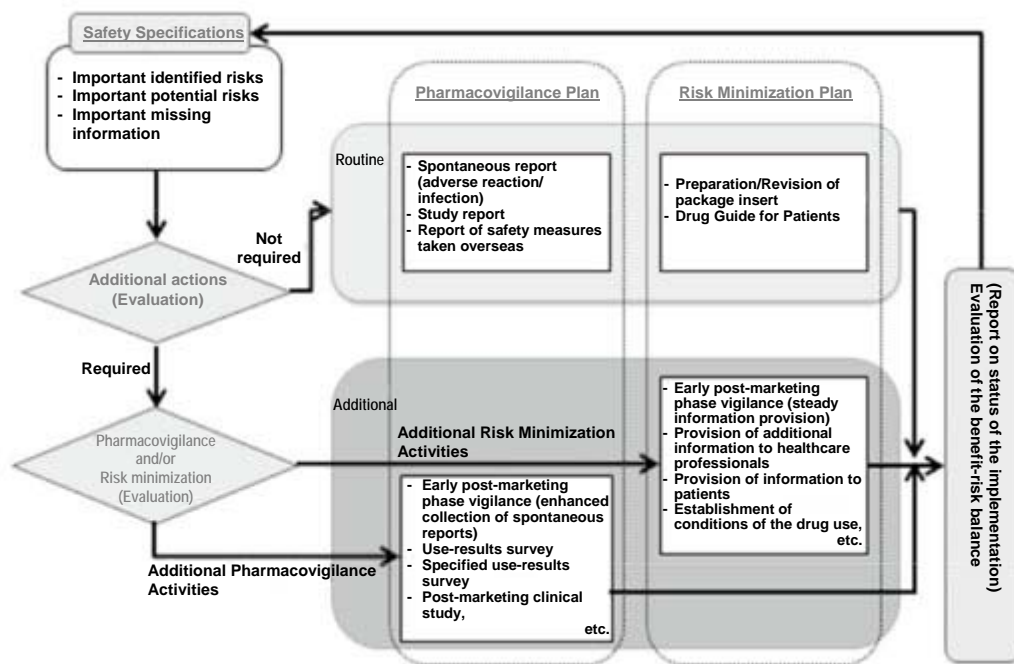 Safety Specifications
- Important identified risks
- Important potential risks
- Important missing
information
Pharmacovigilance Plan
Risk Minimization Plan
Routine
- Spontaneous report
(adverse reaction/
infection)
- Study report
- Report of safety measures
taken overseas
- Preparation/Revision of
package insert
- Drug Guide for Patients
Not
required
Additional actions
(Evaluation)
Required
Additional
Pharmacovigilance
and/or
Risk minimization
(Evaluation)
Additional Risk Minimization
Activities
- Early post-marketing
phase vigilance (steady
information provision)
- Provision of additional
information to healthcare
professionals
- Provision of information to
patients
- Establishment of
conditions of the drug use,
etc.
- Early post-marketing
phase vigilance (enhanced
collection of spontaneous
reports)
- Use-results survey
- Specified use-results
survey
- Post-marketing clinical
study,
etc.
Additional Pharmacovigilance
Activities
(Report on status of the implementation)
Evaluation of the benefit-risk balance